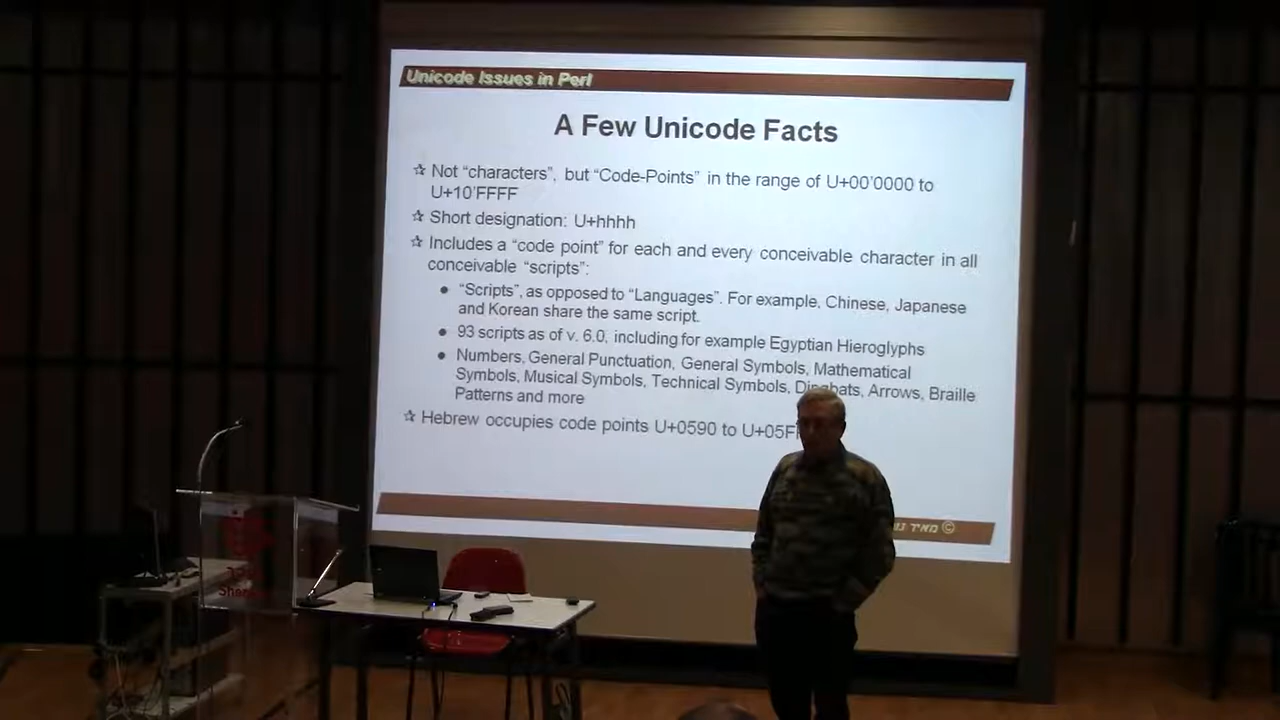 Unicode Issues in Perl
A Few Unicode Facts
Not “characters”, but “Code-Points” in the range of U+00'0000 to
U+10'FFFF
Short designation: U+hhhh
Includes a “code point” for each and every conceivable character in all
conceivable “scripts”:
“Scripts”, as opposed to “Languages”. For example, Chinese, Japanese
and Korean share the same script.
93 scripts as of v. 6.0, including for example Egyptian Hieroglyphs
Numbers, General Punctuation, General Symbols, Mathematical
Symbols, Musical Symbols, Technical Symbols, Dingbats, Arrows, Braille
Patterns and more
Hebrew occupies code points U+0590 to
© מאיר